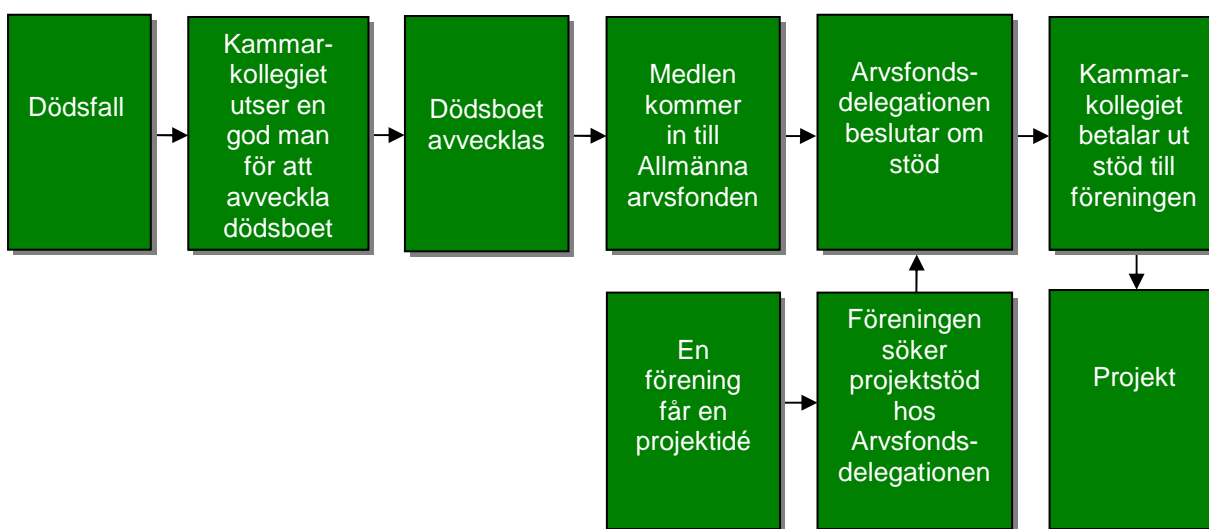 Dödsfall
Kammar-
kollegiet
utser en
god man
för att
avveckla
dödsboet
Dödsboet
avvecklas
Medlen
kommer
in till
Allmänna
arvsfonden
Arvsfonds-
delegationen
beslutar om
stöd
Kammar-
kollegiet
betalar ut
stöd till
föreningen
En
förening
får en
projektidé
Föreningen
söker
projektstöd
hos
Arvsfonds-
delegationen
Projekt